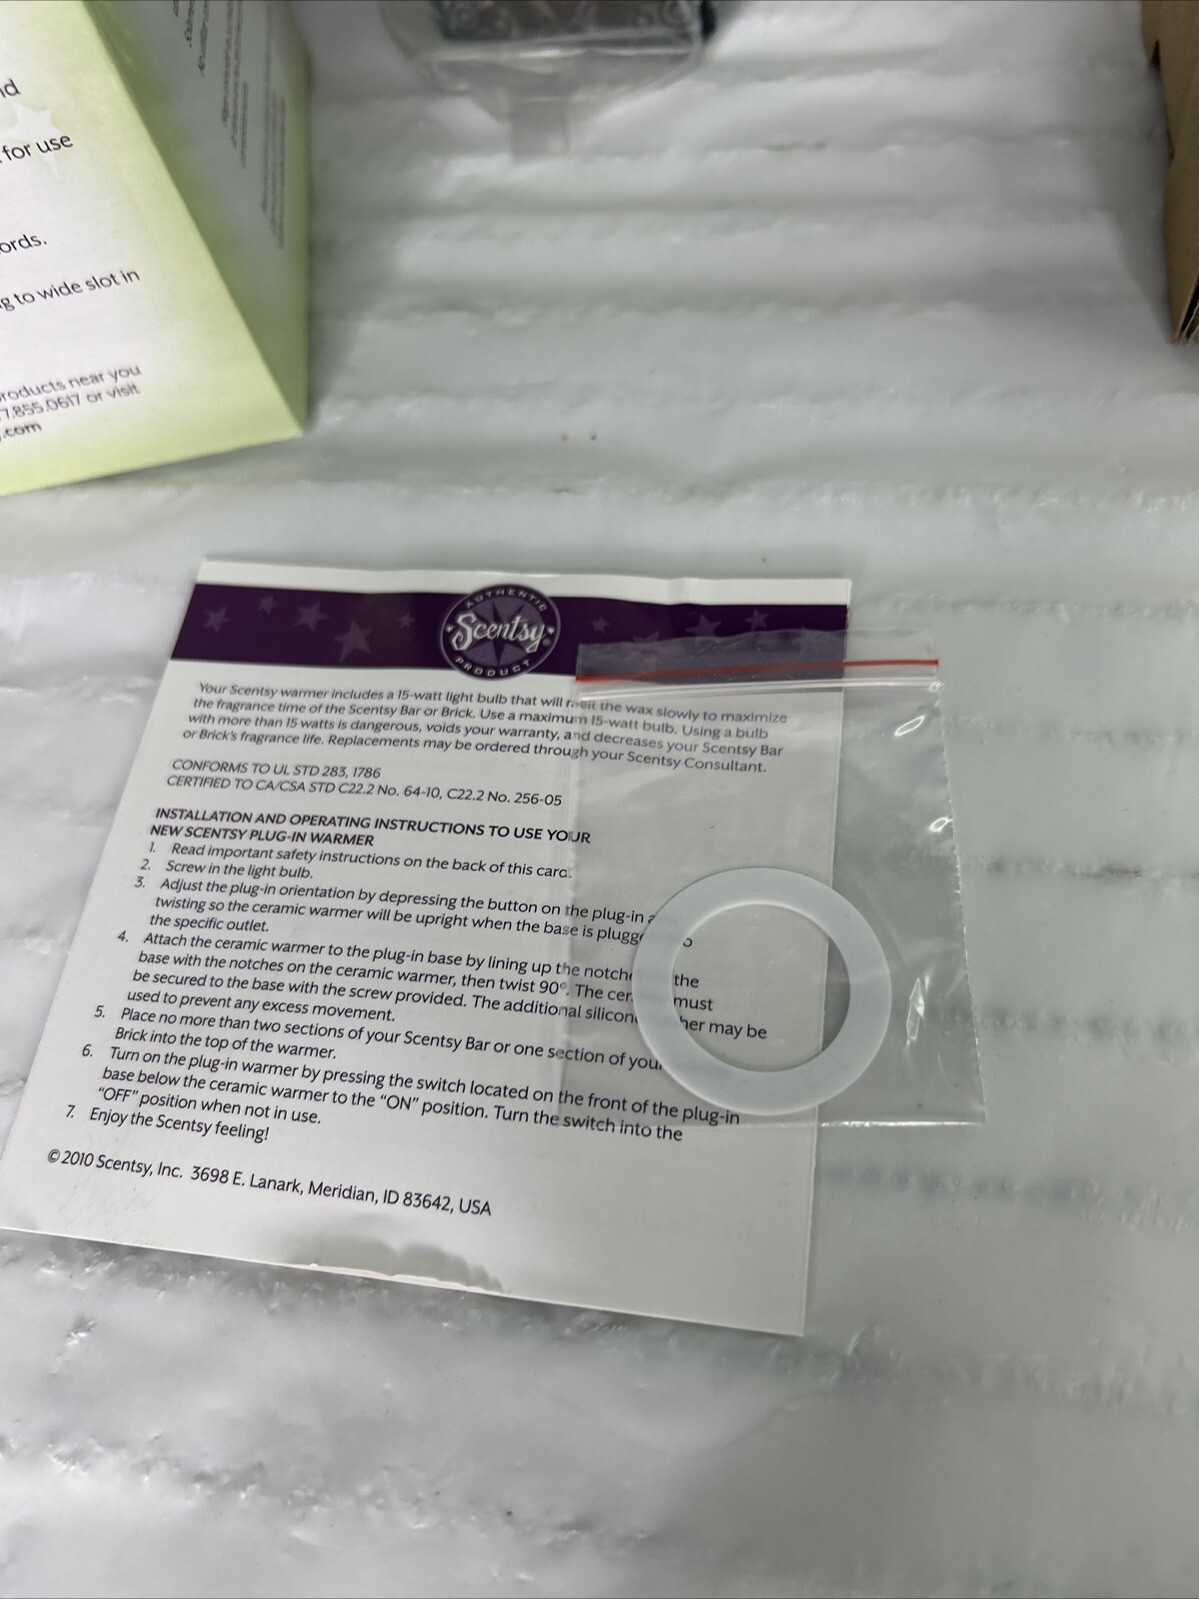 for use
ords.
g to wide slot in
roducts near you
7.855.0617 or visit
.com
AUTHENTIC
Scentsy®
PRODUCT
Your Scentsy warmer includes a 15-watt light bulb that will melt the wax slowly to maximize
the fragrance time of the Scentsy Bar or Brick. Use a maximum 15-watt bulb. Using a bulb
with more than 15 watts is dangerous, voids your warranty, and decreases your Scentsy Bar
or Brick's fragrance life. Replacements may be ordered through your Scentsy Consultant.
CONFORMS TO UL STD 283, 1786
CERTIFIED TO CA/CSA STD C22.2 No. 64-10, C22.2 No. 256-05
INSTALLATION AND OPERATING INSTRUCTIONS TO USE YOUR
NEW SCENTSY PLUG-IN WARMER
1. Read important safety instructions on the back of this card.
2. Screw in the light bulb.
3. Adjust the plug-in orientation by depressing the button on the plug-in a
twisting so the ceramic warmer will be upright when the base is plugge
the specific outlet.
4. Attach the ceramic warmer to the plug-in base by lining up the notche the
base with the notches on the ceramic warmer, then twist 90°. The cer must
be secured to the base with the screw provided. The additional silicon her may be
used to prevent any excess movement.
5. Place no more than two sections of your Scentsy Bar or one section of your
Brick into the top of the warmer.
6. Turn on the plug-in warmer by pressing the switch located on the front of the plug-in
base below the ceramic warmer to the "ON" position. Turn the switch into the
"OFF" position when not in use.
7. Enjoy the Scentsy feeling!
© 2010 Scentsy, Inc. 3698 E. Lanark, Meridian, ID 83642, USA